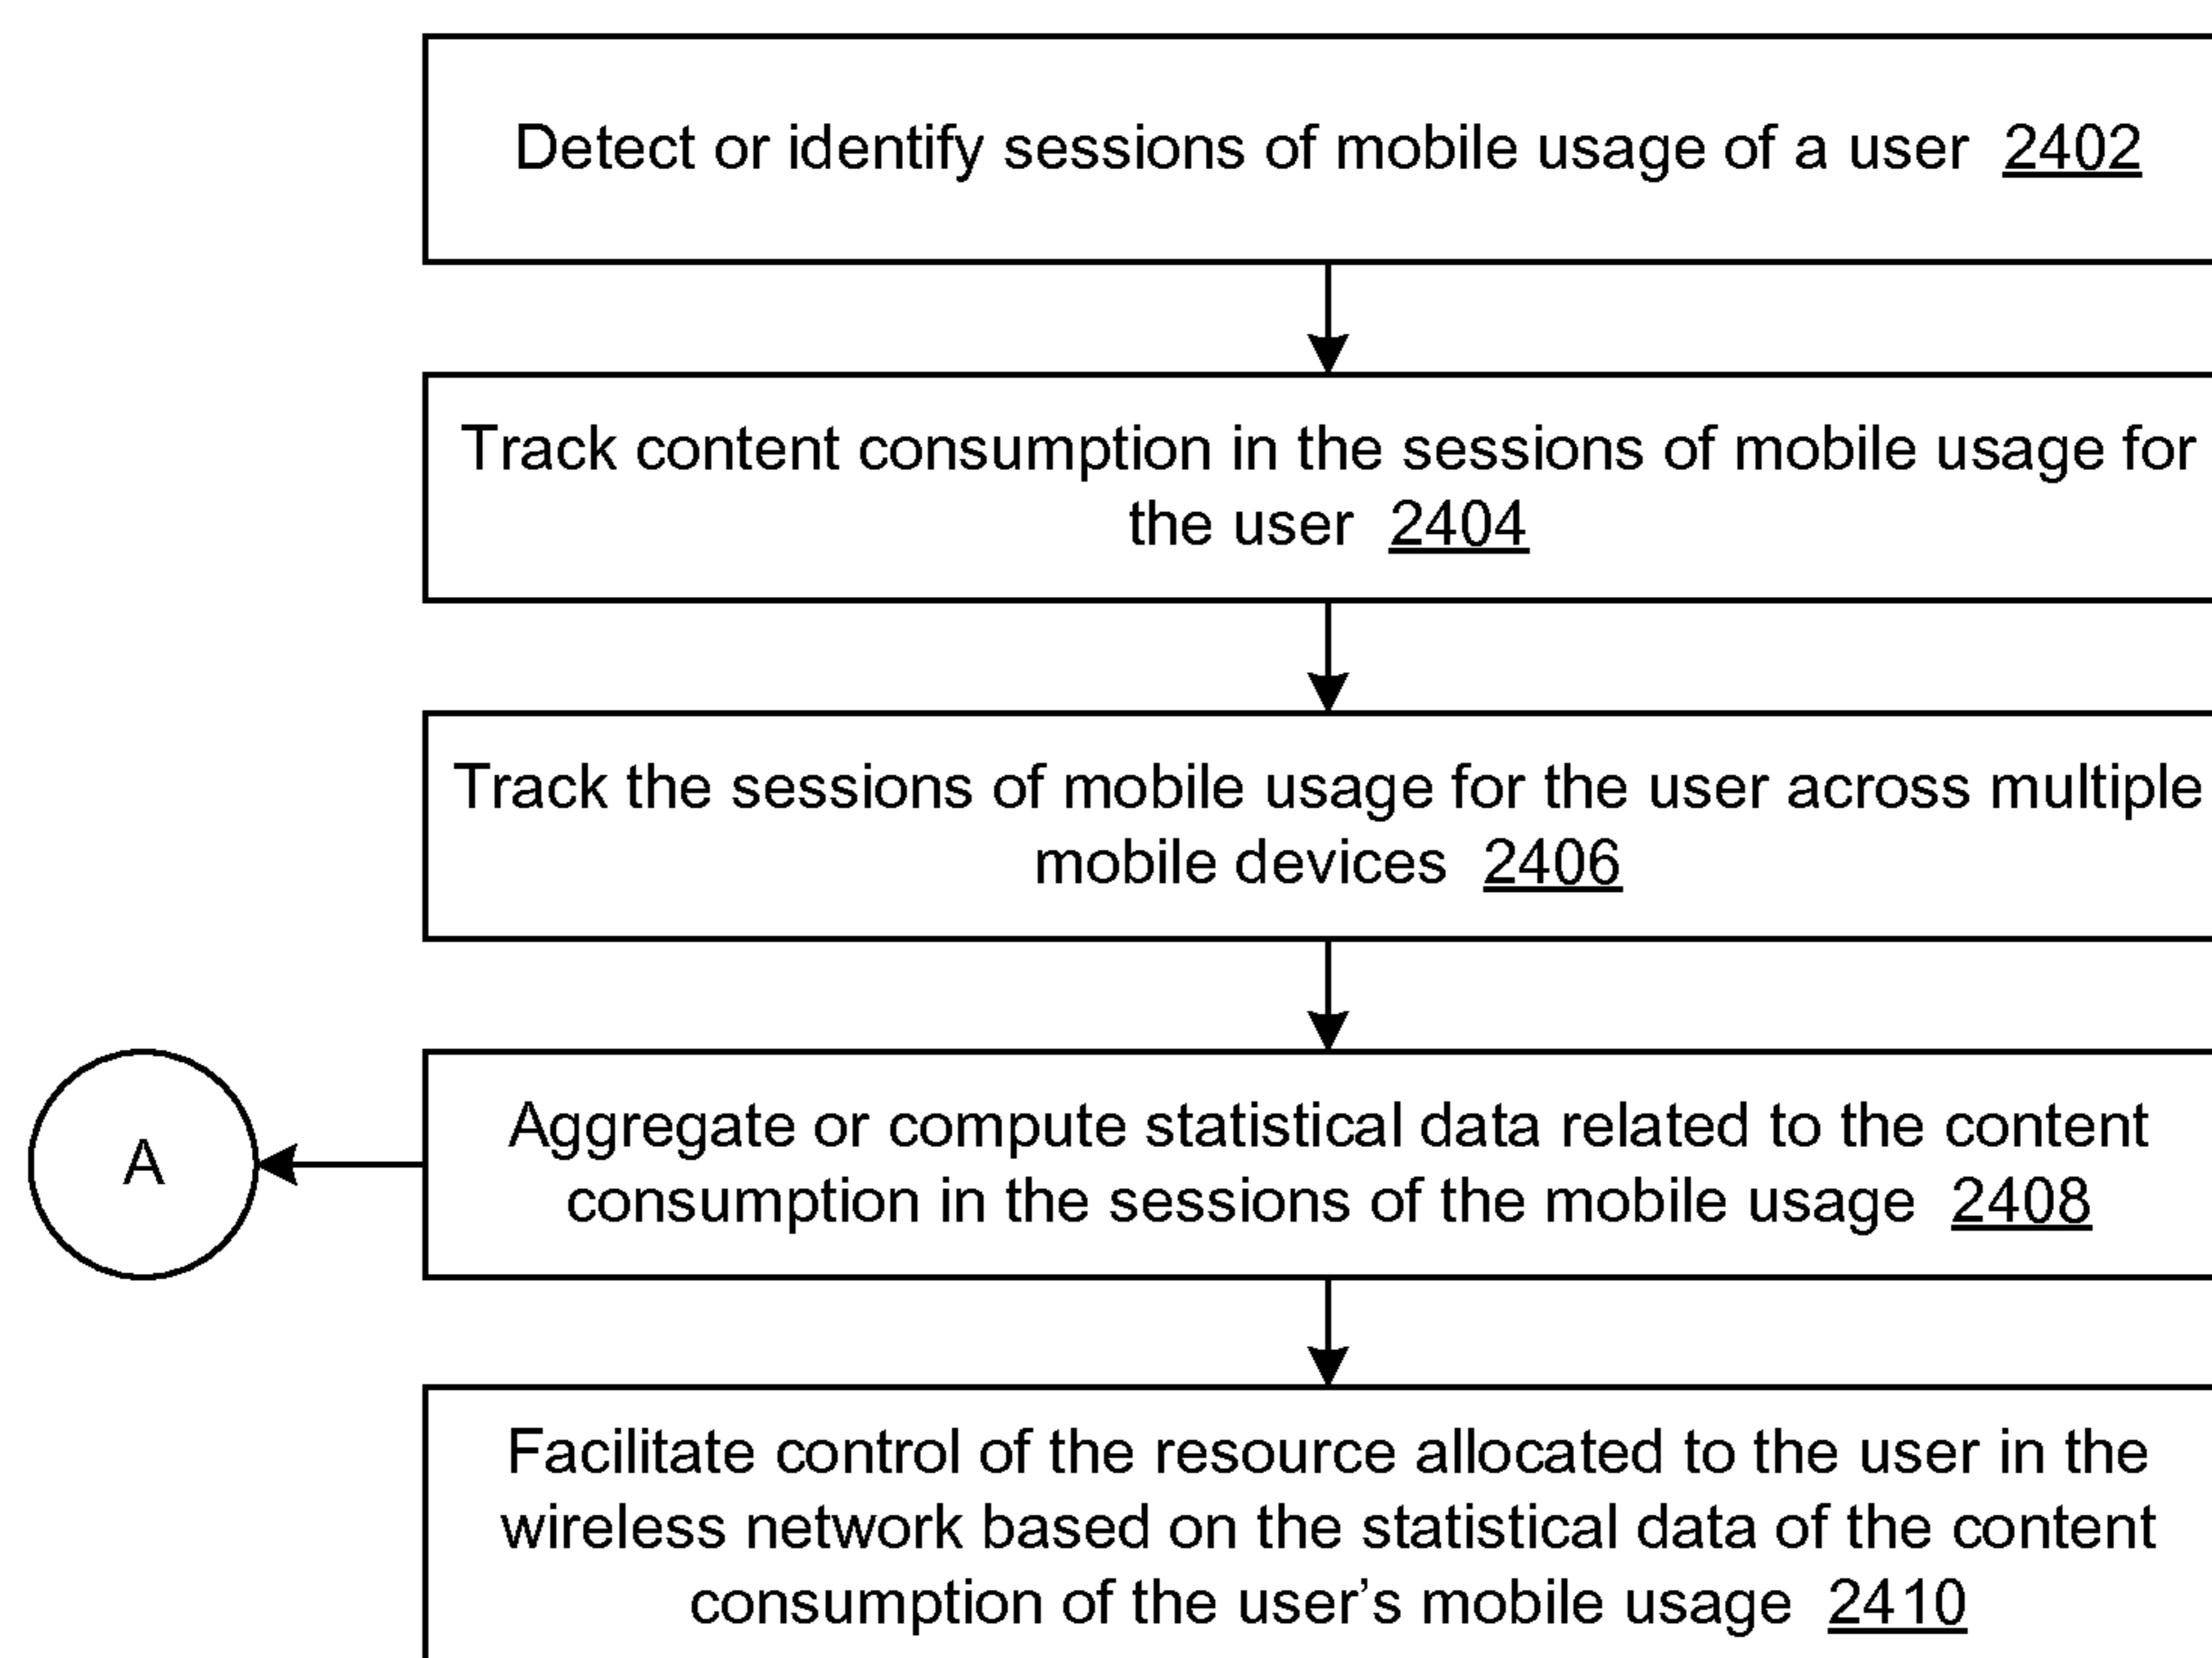 Detect or identify sessions of mobile usage of a user 2402
Track content consumption in the sessions of mobile usage for
the user 2404
Track the sessions of mobile usage for the user across multiple
mobile devices 2406
A
Aggregate or compute statistical data related to the content
consumption in the sessions of the mobile usage 2408
Facilitate control of the resource allocated to the user in the
wireless network based on the statistical data of the content
consumption of the user’s mobile usage 2410